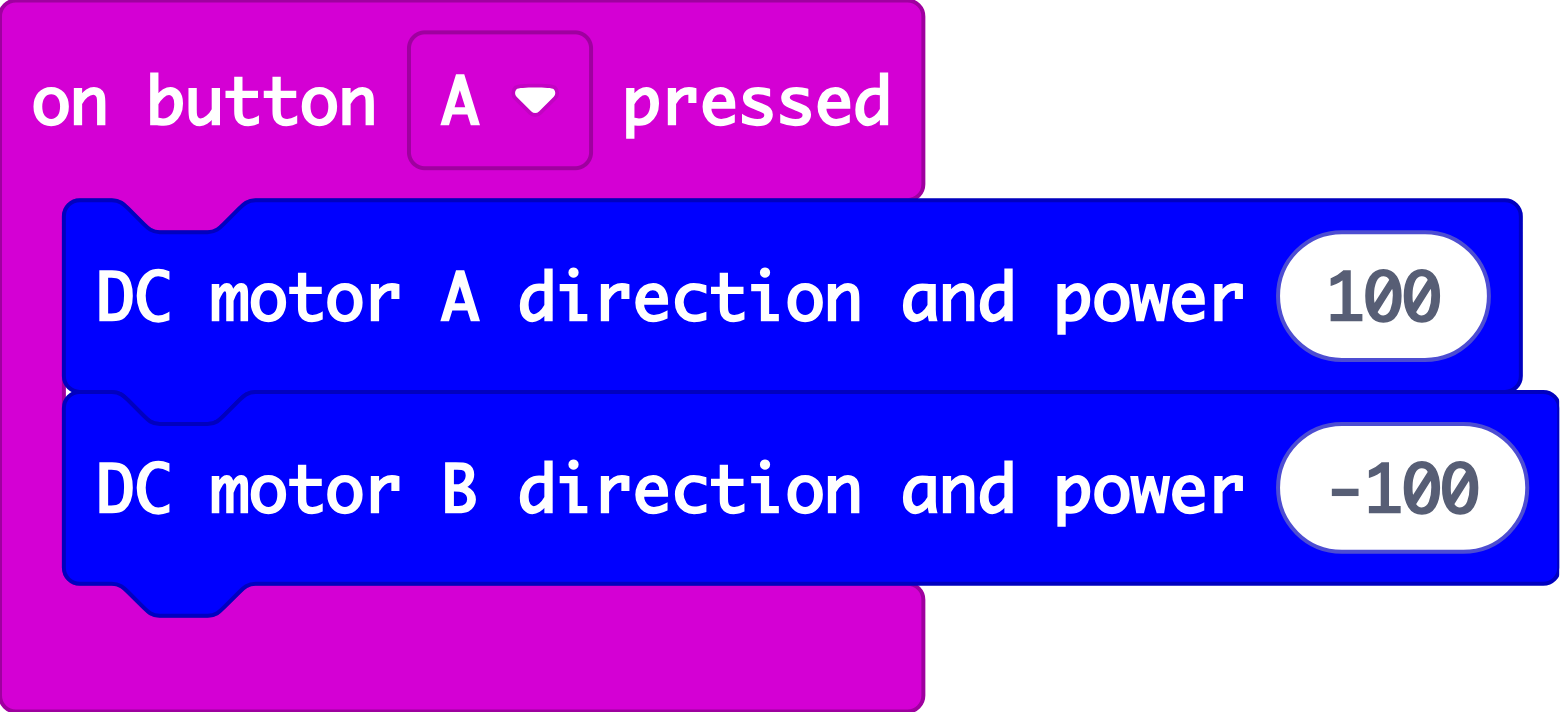 on button A pressed
DC motor A direction and power 100
DC motor B direction and power -100